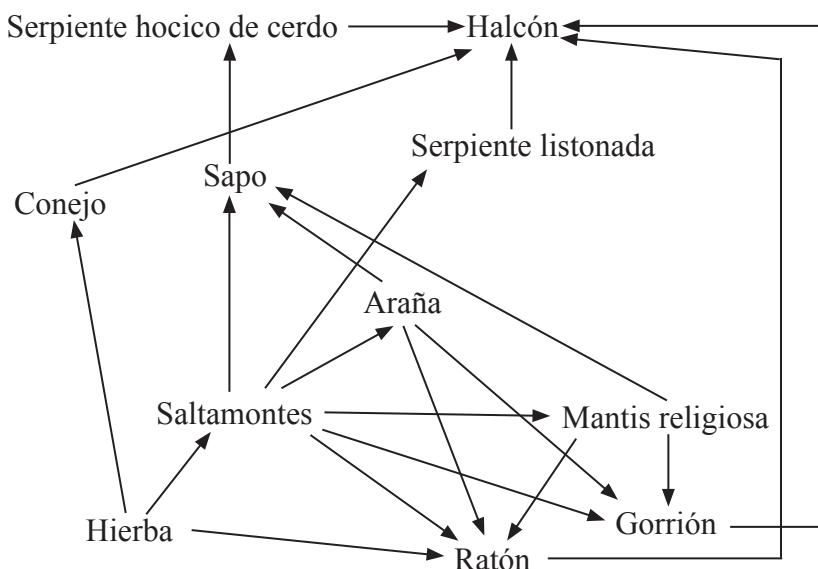 Serpiente hocico de cerdo
Halcón
Serpiente listonada
Sapo
Conejo
Araña
Saltamontes
Mantis religiosa
Hierba
Gorrión
Ratón